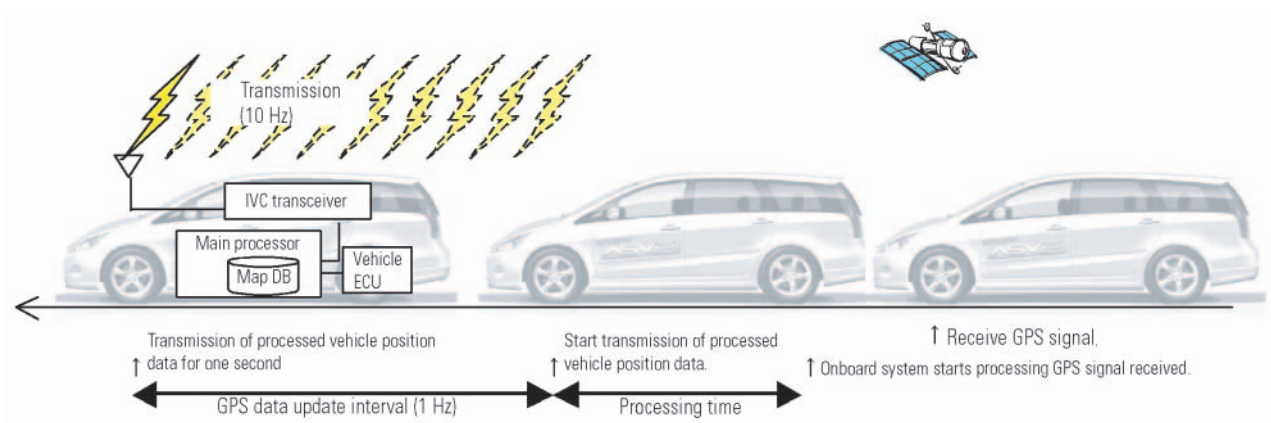 Transmission
(10 Hz)
IVC transceiver
Main processor
Map DB
Vehicle
ECU
ASV
ASV
Transmission of processed vehicle position
↑ data for one second
Start transmission of processed
↑ vehicle position data.
↑ Receive GPS signal,
↑ Onboard system starts processing GPS signal received.
GPS data update interval (1 Hz)
Processing time